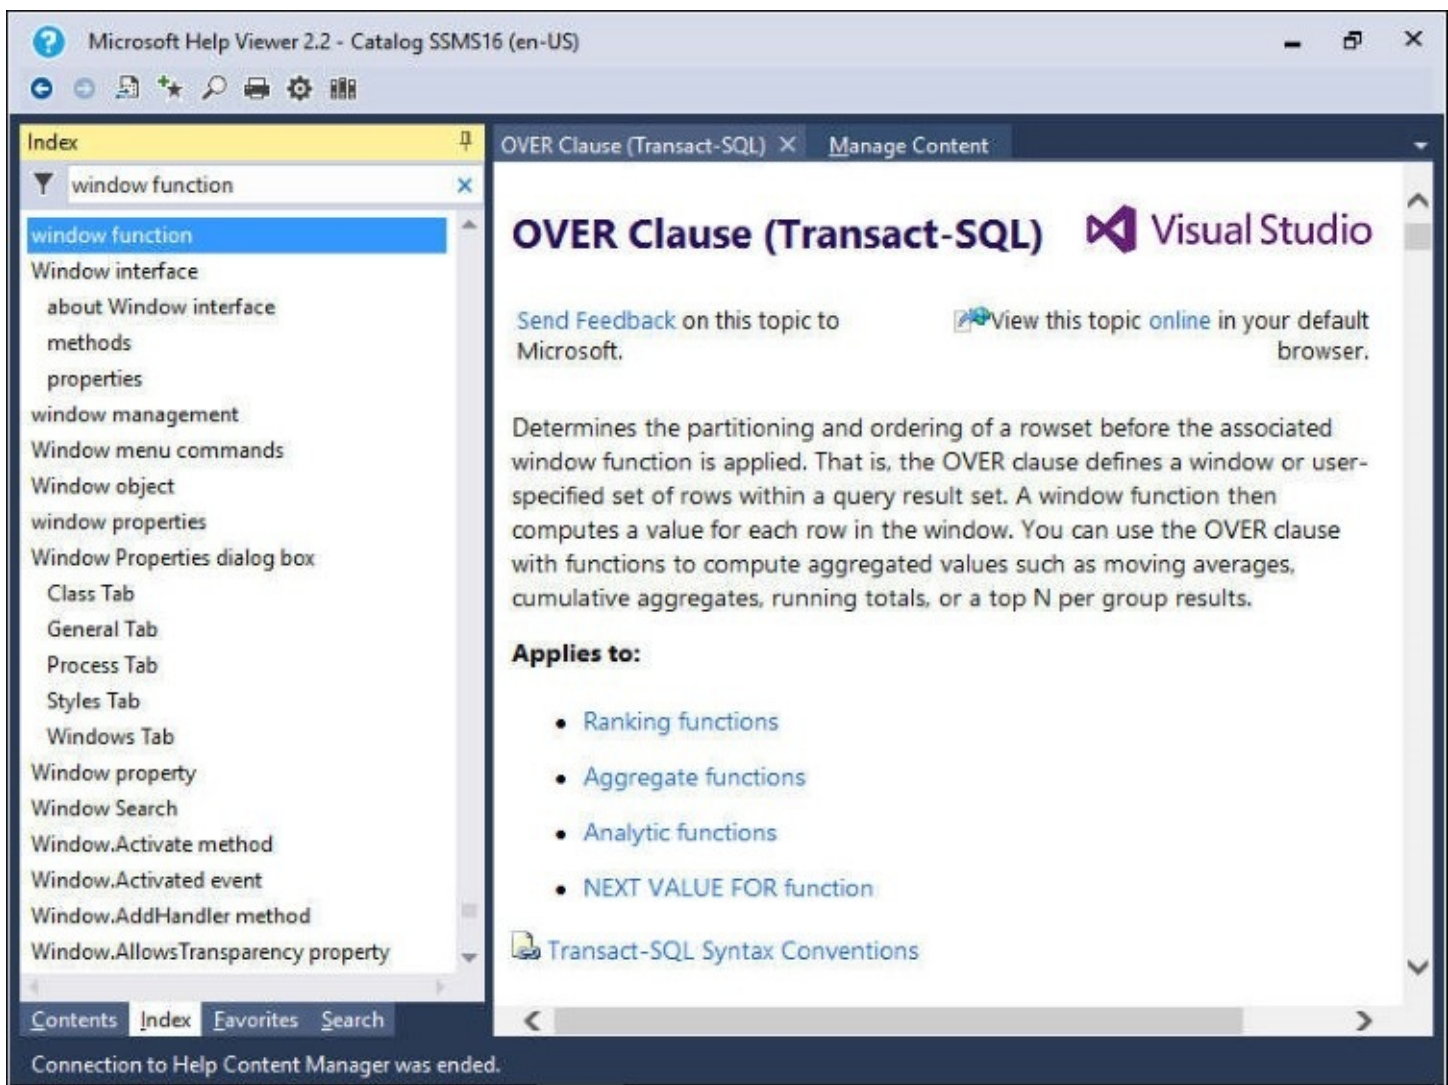 Microsoft Help Viewer 2.2 - Catalog SSMS16 (en-US)
Index
window function
window function
Window interface
about Window interface
methods
properties
window management
Window menu commands
Window object
window properties
Window Properties dialog box
Class Tab
General Tab
Process Tab
Styles Tab
Windows Tab
Window property
Window Search
Window.Activate method
Window.Activated event
Window.AddHandler method
Window.AllowsTransparency property
Contents Index Favorites Search
OVER Clause (Transact-SQL) Manage Content
OVER Clause (Transact-SQL) Visual Studio
Send Feedback on this topic to
Microsoft.
View this topic online in your default
browser.
Determines the partitioning and ordering of a rowset before the associated
window function is applied. That is, the OVER clause defines a window or user-
specified set of rows within a query result set. A window function then
computes a value for each row in the window. You can use the OVER clause
with functions to compute aggregated values such as moving averages,
cumulative aggregates, running totals, or a top N per group results.
Applies to:
• Ranking functions
• Aggregate functions
• Analytic functions
• NEXT VALUE FOR function
Transact-SQL Syntax Conventions
Connection to Help Content Manager was ended.